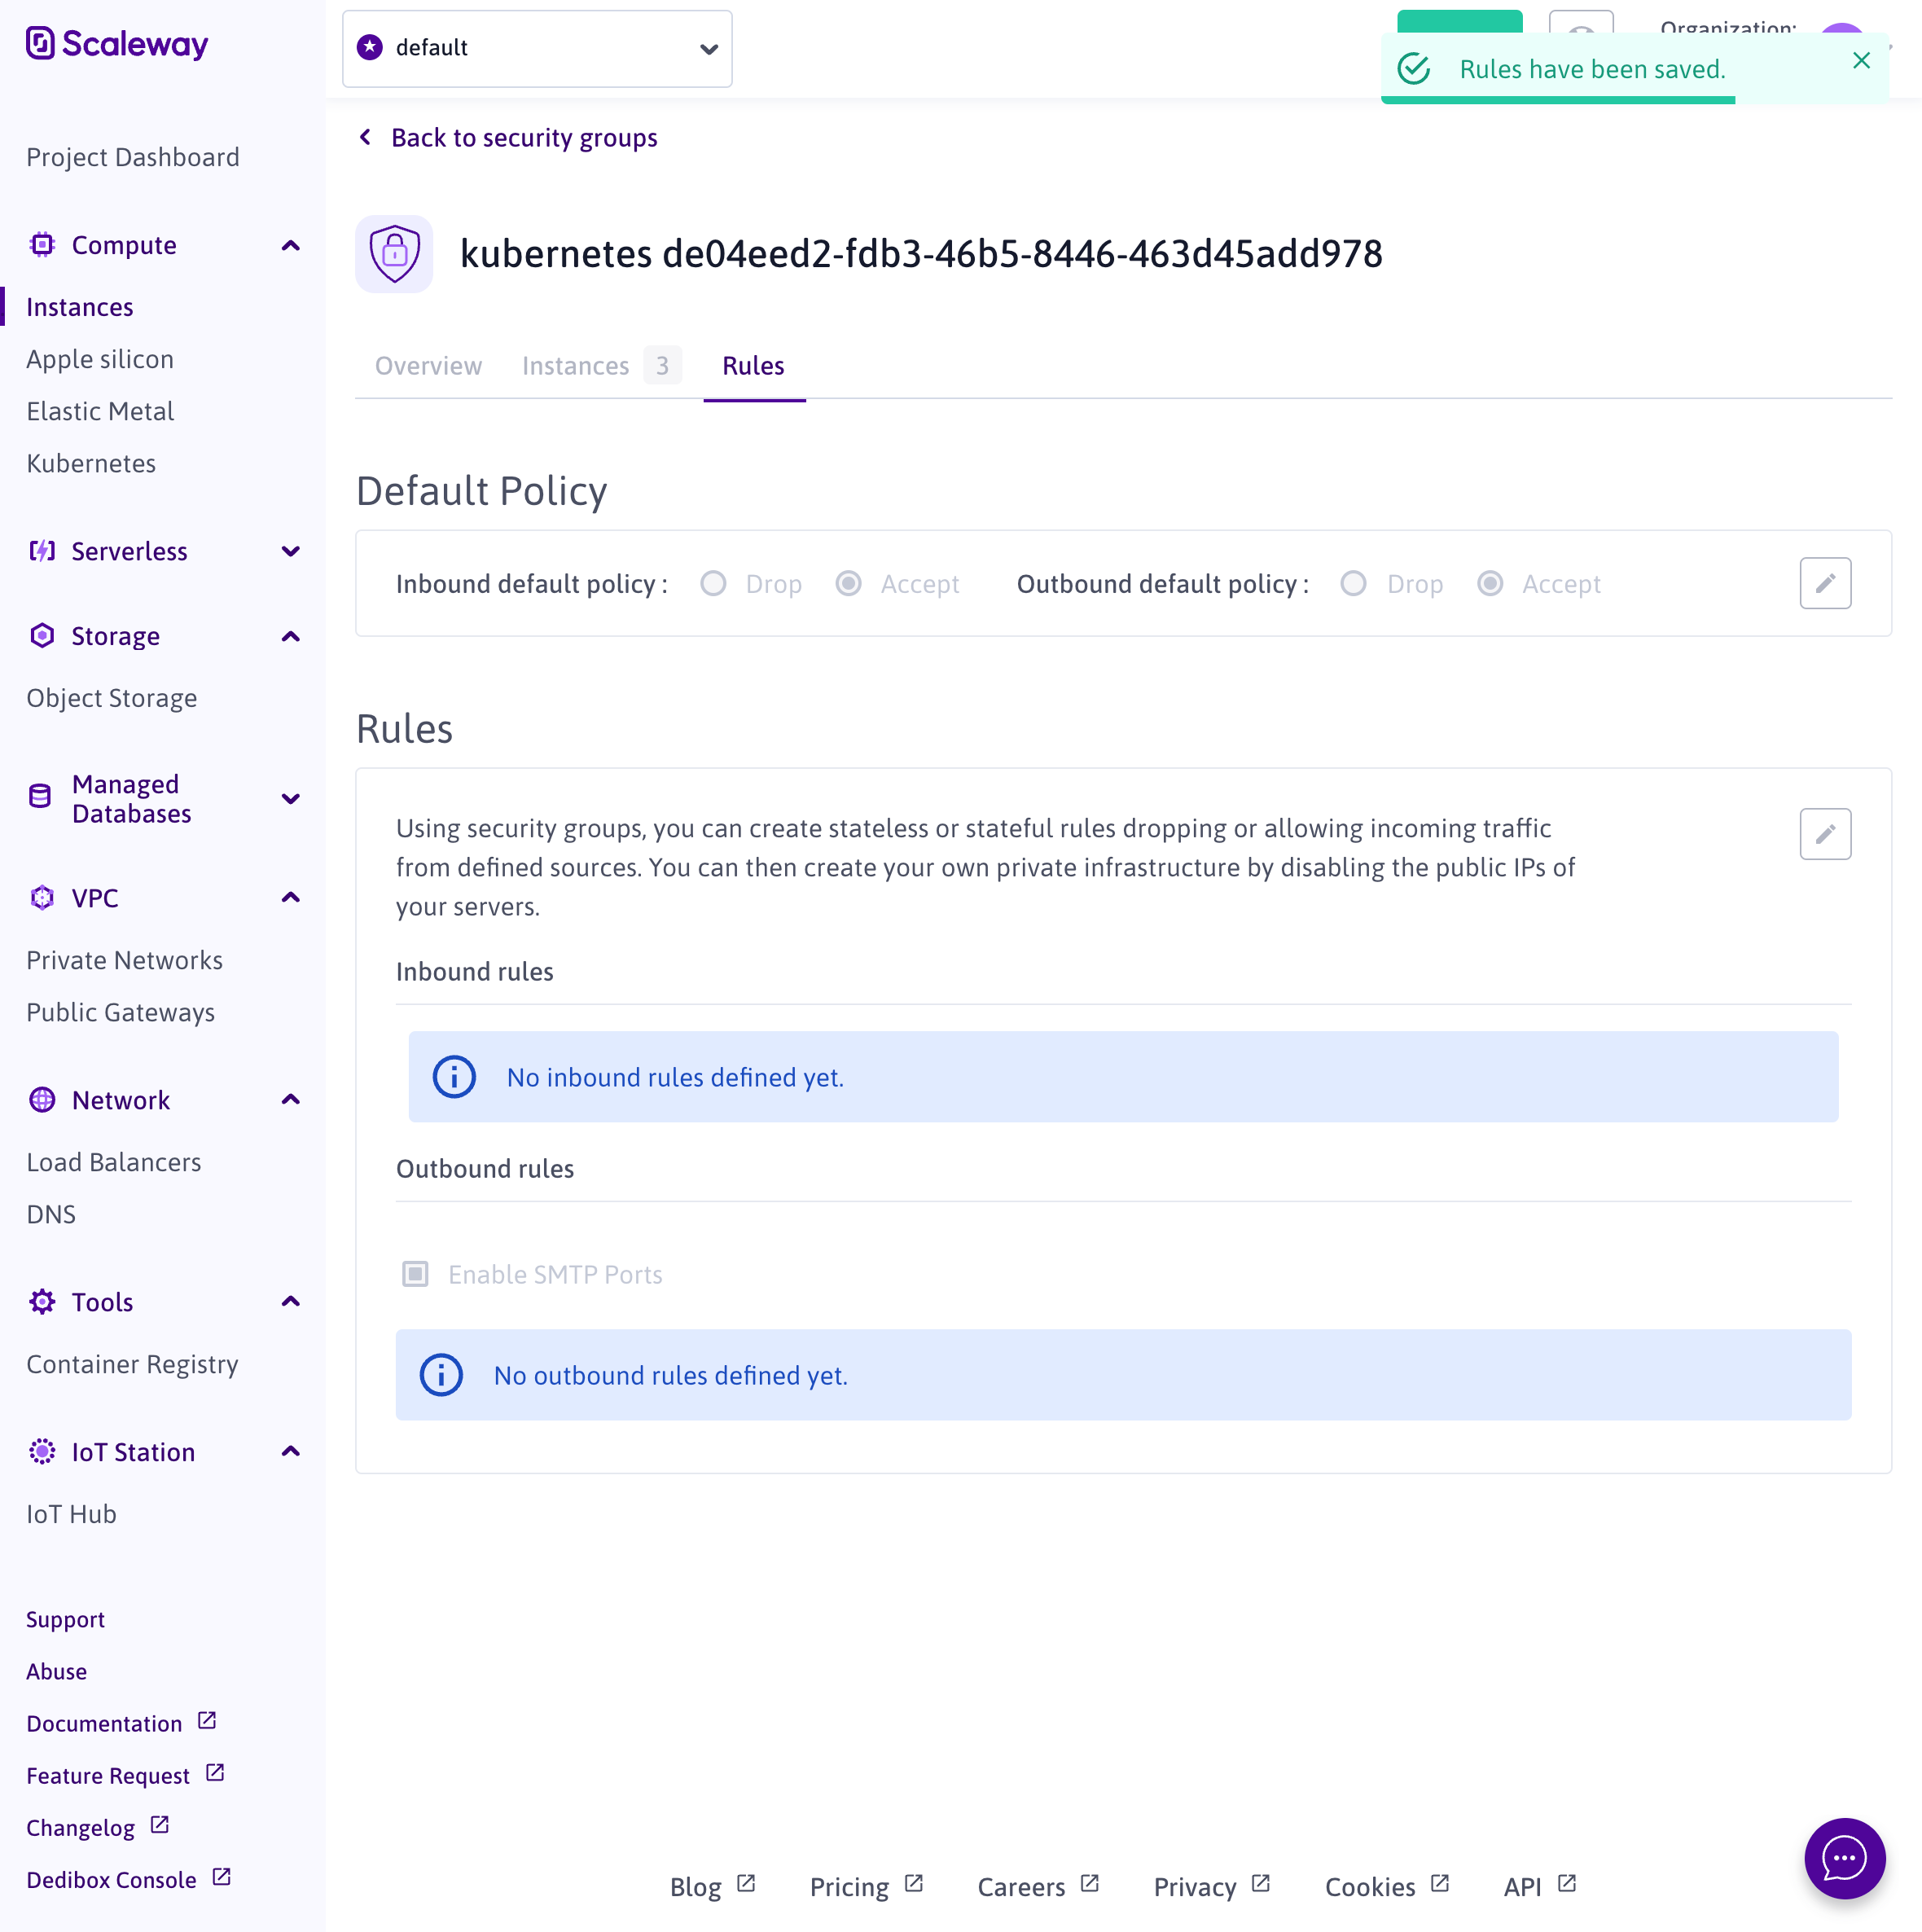 Scaleway
default
Organization:
Rules have been saved.
Back to security groups
Project Dashboard
Compute
Instances
Apple silicon
Elastic Metal
Kubernetes
Serverless
Storage
Object Storage
Managed
Databases
VPC
Private Networks
Public Gateways
Network
Load Balancers
DNS
Tools
Container Registry
IoT Station
IoT Hub
Support
Abuse
Documentation
Feature Request
Changelog
Dedibox Console
kubernetes de04eed2-fdb3-46b5-8446-463d45add978
Overview Instances 3 Rules
Default Policy
Inbound default policy : Drop Accept Outbound default policy : Drop Accept
Rules
Using security groups, you can create stateless or stateful rules dropping or allowing incoming traffic
from defined sources. You can then create your own private infrastructure by disabling the public IPs of
your servers.
Inbound rules
No inbound rules defined yet.
Outbound rules
Enable SMTP Ports
No outbound rules defined yet.
Blog Pricing Careers Privacy Cookies API